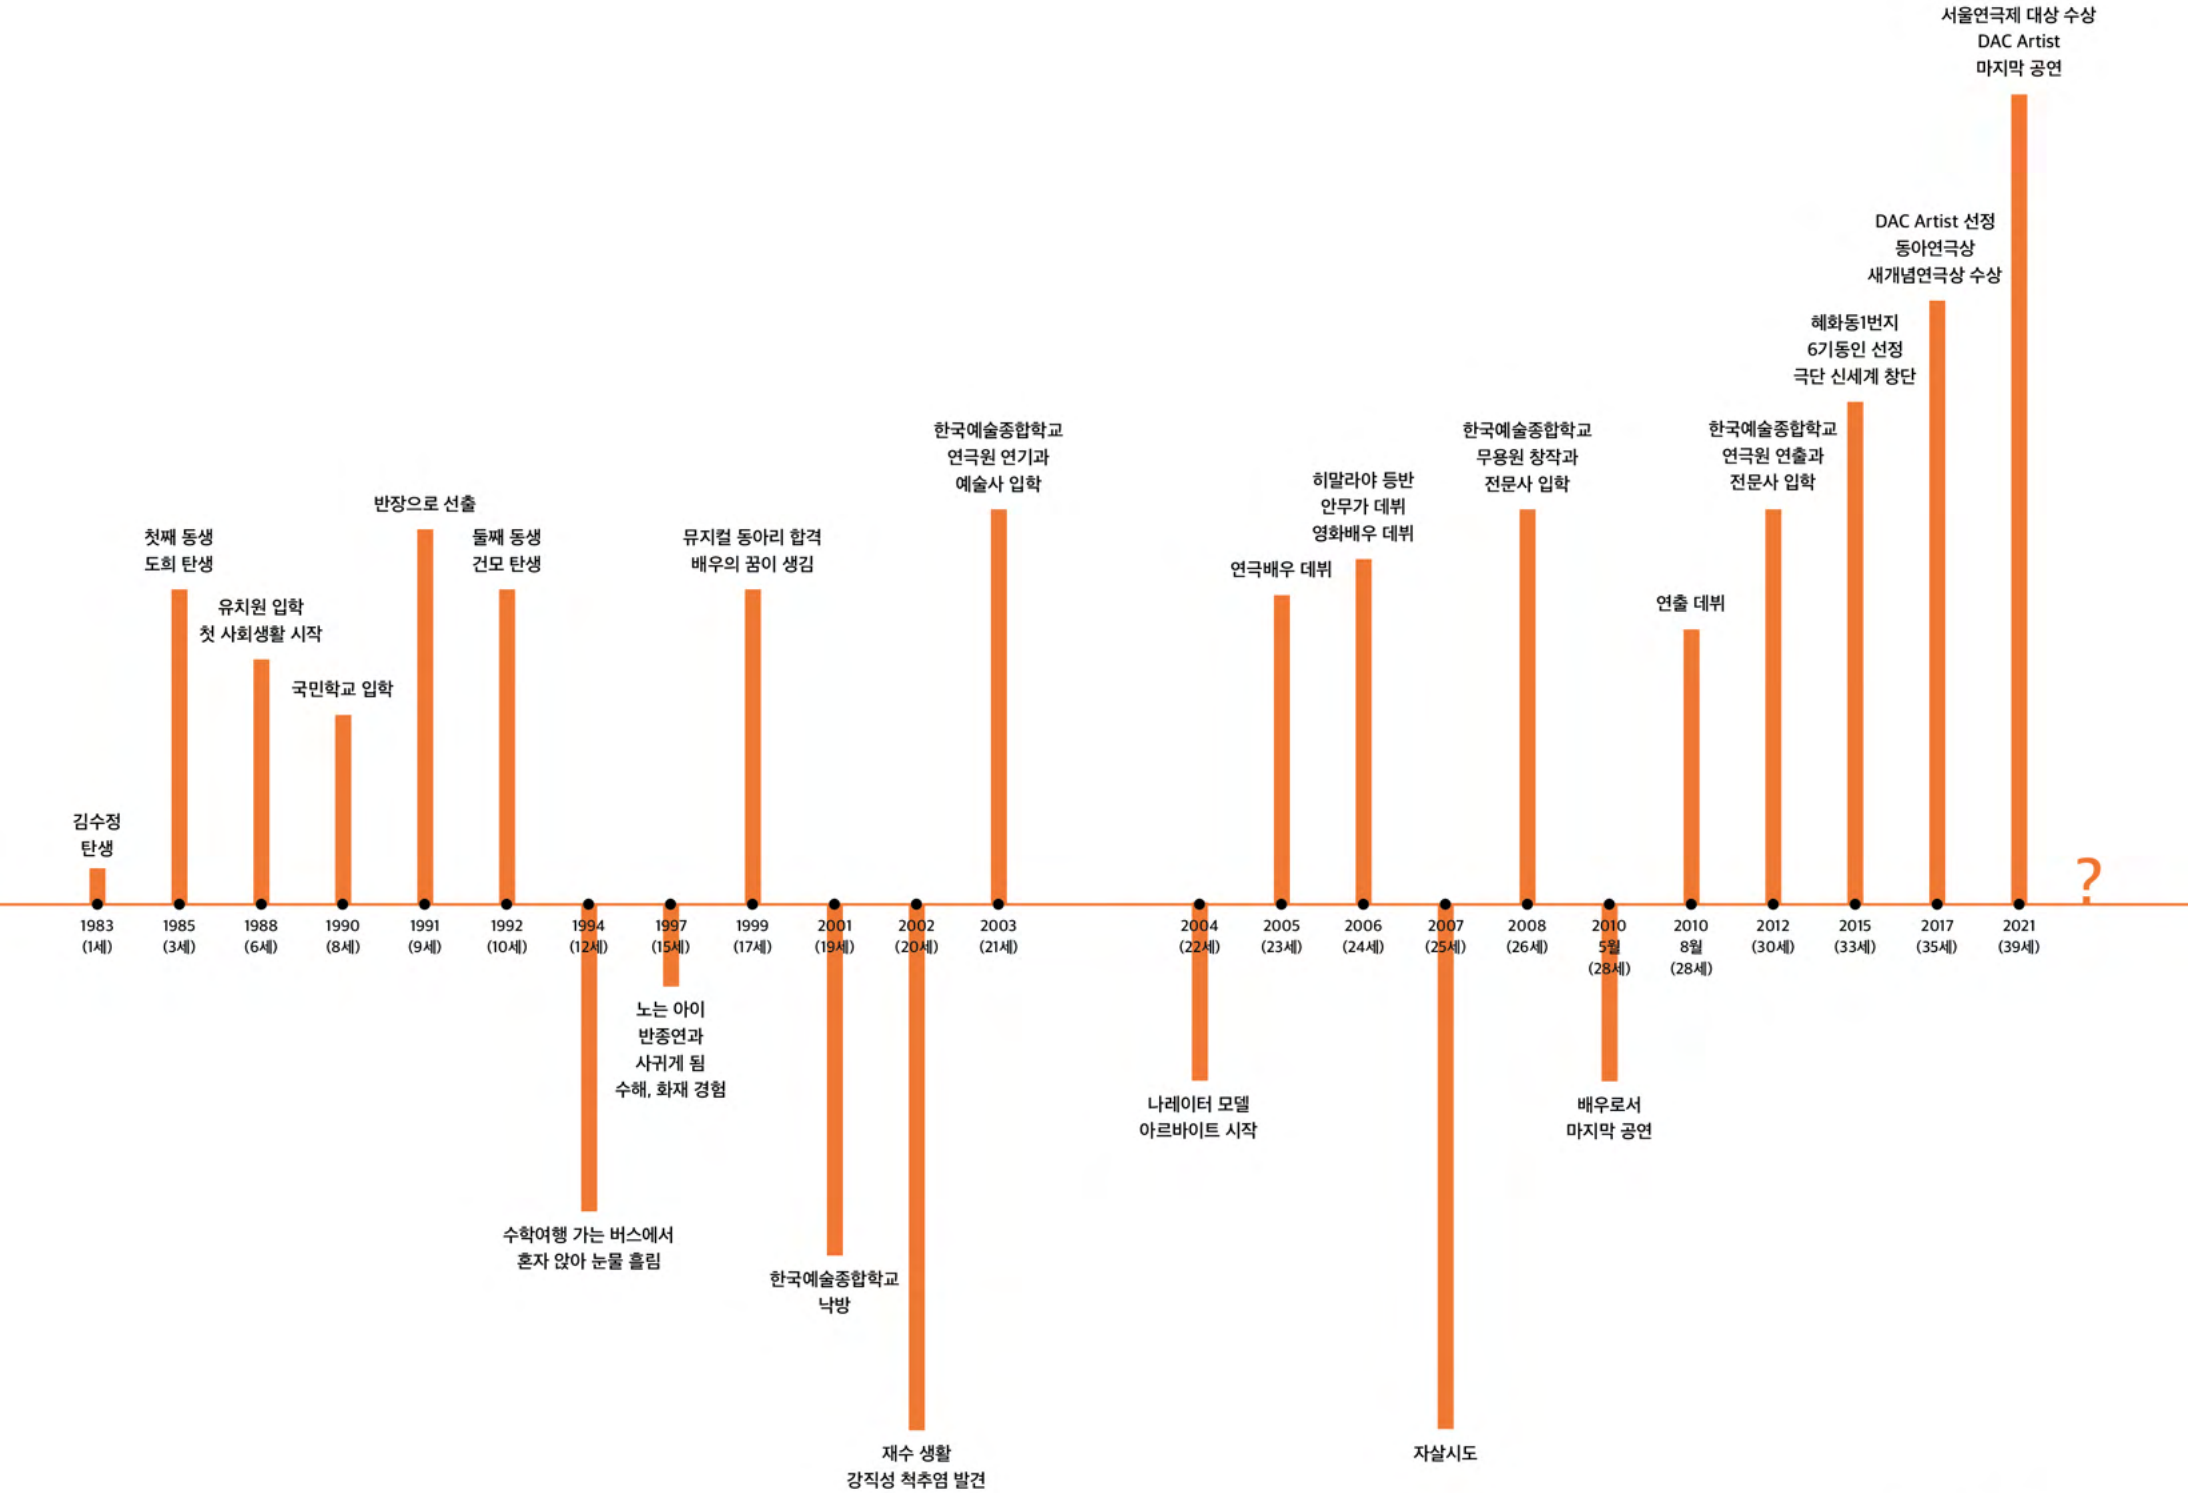 김수정
탄생
1983
(1세)
첫째 동생
도희 탄생
1985
(3세)
유치원 입학
첫 사회생활 시작
1988
(6세)
국민학교 입학
1990
(8세)
반장으로 선출
1991
(9세)
둘째 동생
건모 탄생
1992
(10세)
1994
(12세)
수학여행 가는 버스에서
혼자 앉아 눈물 흘림
1997
(15세)
노는 아이
반종연과
사귀게 됨
수해, 화재 경험
뮤지컬 동아리 합격
배우의 꿈이 생김
1999
(17세)
2001
(19세)
한국예술종합학교
낙방
2002
(20세)
재수 생활
강직성 척추염 발견
한국예술종합학교
연극원 연기과
예술사 입학
2003
(21세)
2004
(22세)
나레이터 모델
아르바이트 시작
연극배우 데뷔
2005
(23세)
히말라야 등반
안무가 데뷔
영화배우 데뷔
2006
(24세)
2007
(25세)
자살시도
한국예술종합학교
무용원 창작과
전문사 입학
2008
(26세)
2010
5월
(28세)
배우로서
마지막 공연
연출 데뷔
2010
8월
(28세)
한국예술종합학교
연극원 연출과
전문사 입학
2012
(30세)
혜화동1번지
6기동인 선정
극단 신세계 창단
2015
(33세)
DAC Artist 선정
동아연극상
새개념연극상 수상
2017
(35세)
서울연극제 대상 수상
DAC Artist
마지막 공연
2021
(39세)
?